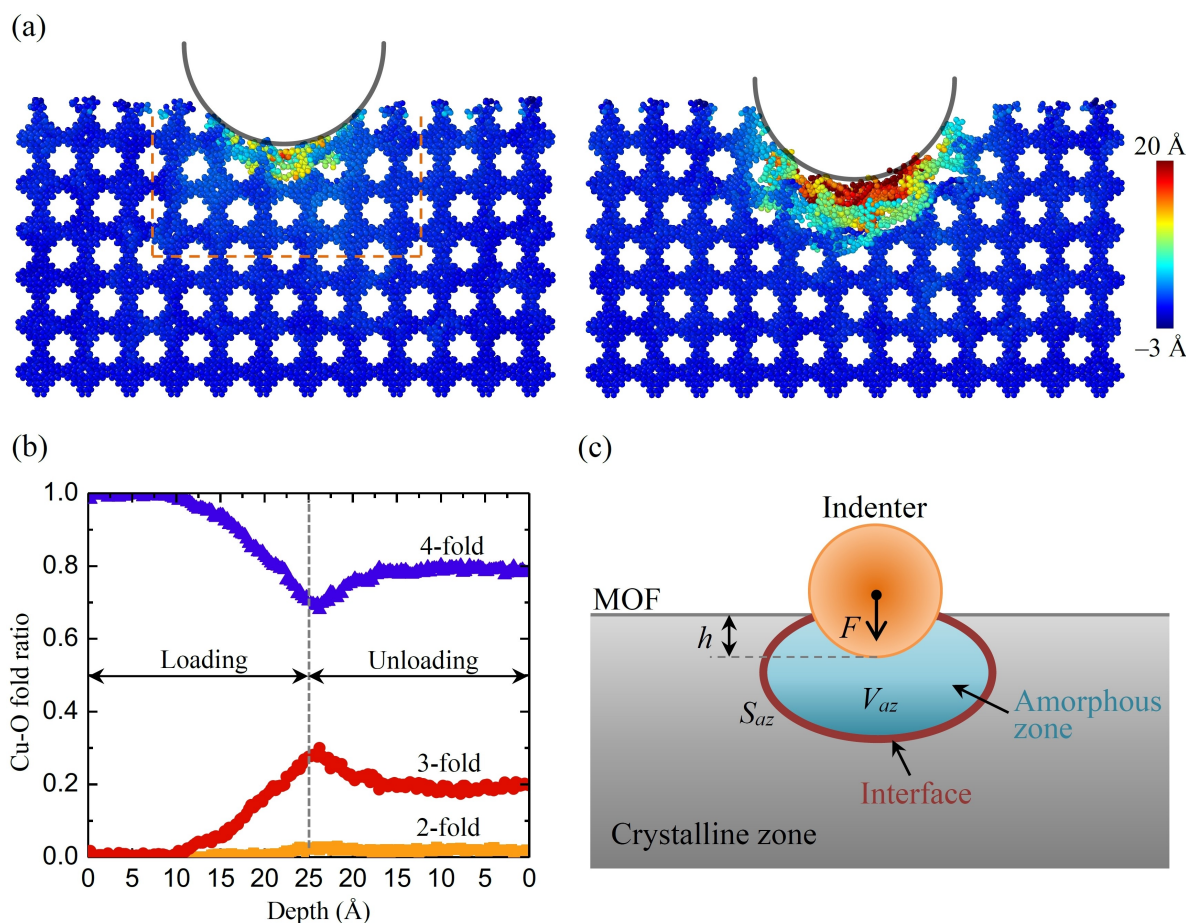 (a)
20 Å
–3 Å
(b)
1.0
0.8
0.6
0.4
0.2
0.0
Cu-O fold ratio
4-fold
Loading
Unloading
3-fold
2-fold
0 5 10 15 20 25 20 15 10 5 0
Depth (Å)
(c)
Indenter
MOF
h
F
S az
V az
Amorphous
zone
Interface
Crystalline zone